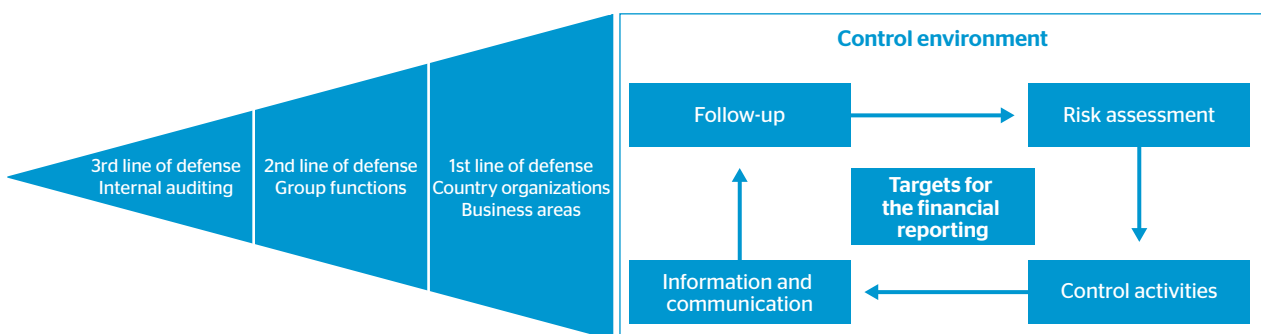 3rd line of defense
Internal auditing
2nd line of defense
Group functions
1st line of defense
Country organizations
Business areas
Control environment
Follow-up
Risk assessment
Targets for
the financial
reporting
Information and
communication
Control activities